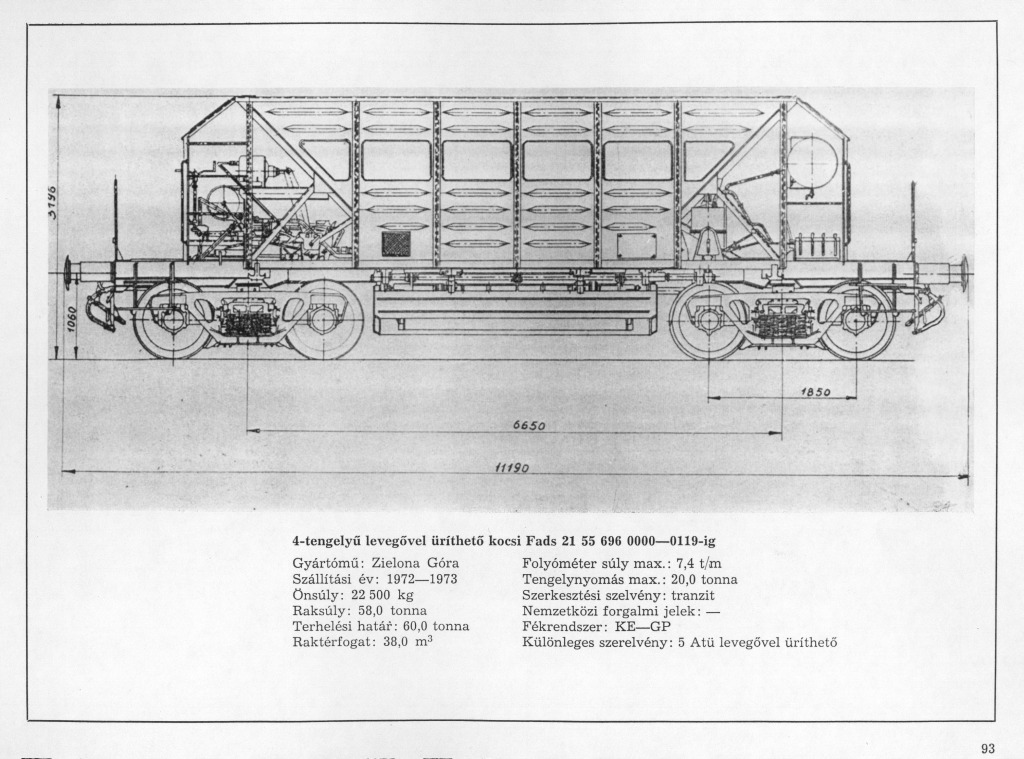 3196
1060
1850
6650
11190
4-tengelyű levegővel üríthető kocsi Fads 21 55 696 0000—0119-ig
Gyártómű: Zielona Góra
Szállítási év: 1972—1973
Önsúly: 22 500 kg
Raksúly: 58,0 tonna
Terhelési határ: 60,0 tonna
Raktérfogat: 38,0 m³
Folyóméter súly max.: 7,4 t/m
Tengelynyomás max.: 20,0 tonna
Szerkesztési szelvény: tranzit
Nemzetközi forgalmi jelek: —
Fékrendszer: KE—GP
Különleges szerelvény: 5 Atü levegővel üríthető
93